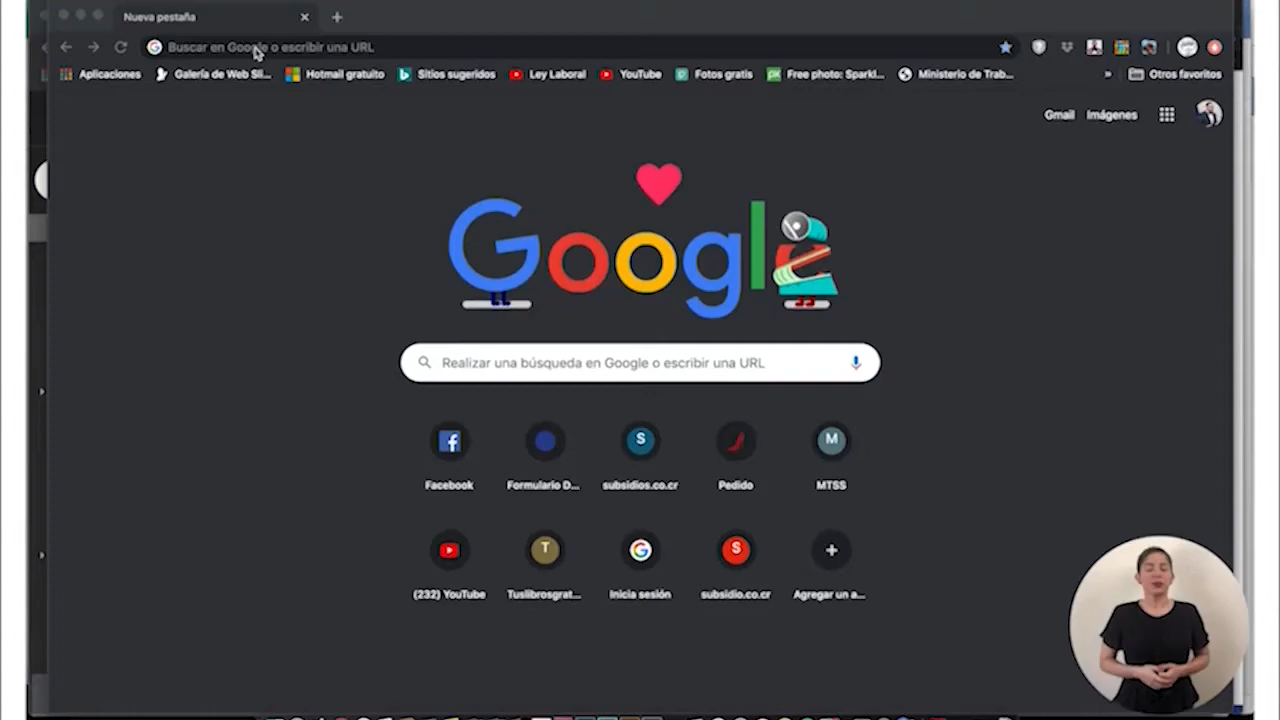 Nueva pestaña
Buscar en Google o escribir una URL
Aplicaciones Galería de Web Sli... Hotmail gratuito Sitios sugeridos Ley Laboral YouTube Fotos gratis Free photo: Sparkl... Ministerio de Trab... » Otros favoritos
Gmail Imágenes
Google
Realizar una búsqueda en Google o escribir una URL
Facebook Formulario D... subsidios.co.cr Pedido MTSS
(232) YouTube Tuslibrosgrat... Inicia sesión subsidio.co.cr Agregar un a...